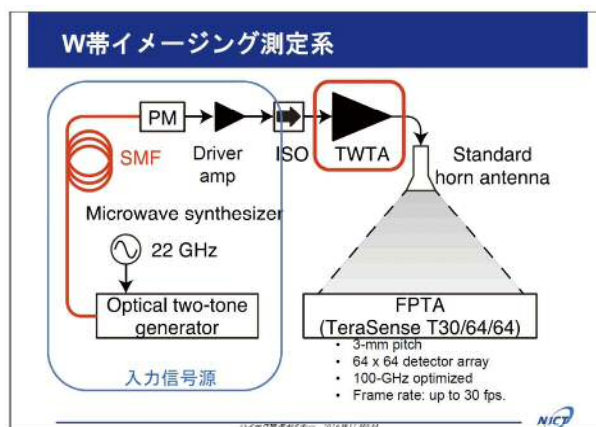 W帯イメージング測定系
PM
SMF
Driver
amp
ISO
TWTA
Standard
horn antenna
Microwave synthesizer
22 GHz
Optical two-tone
generator
入力信号源
FPTA
(TeraSense T30/64/64)
• 3-mm pitch
• 64 x 64 detector array
• 100-GHz optimized
• Frame rate: up to 30 fps.
NICT